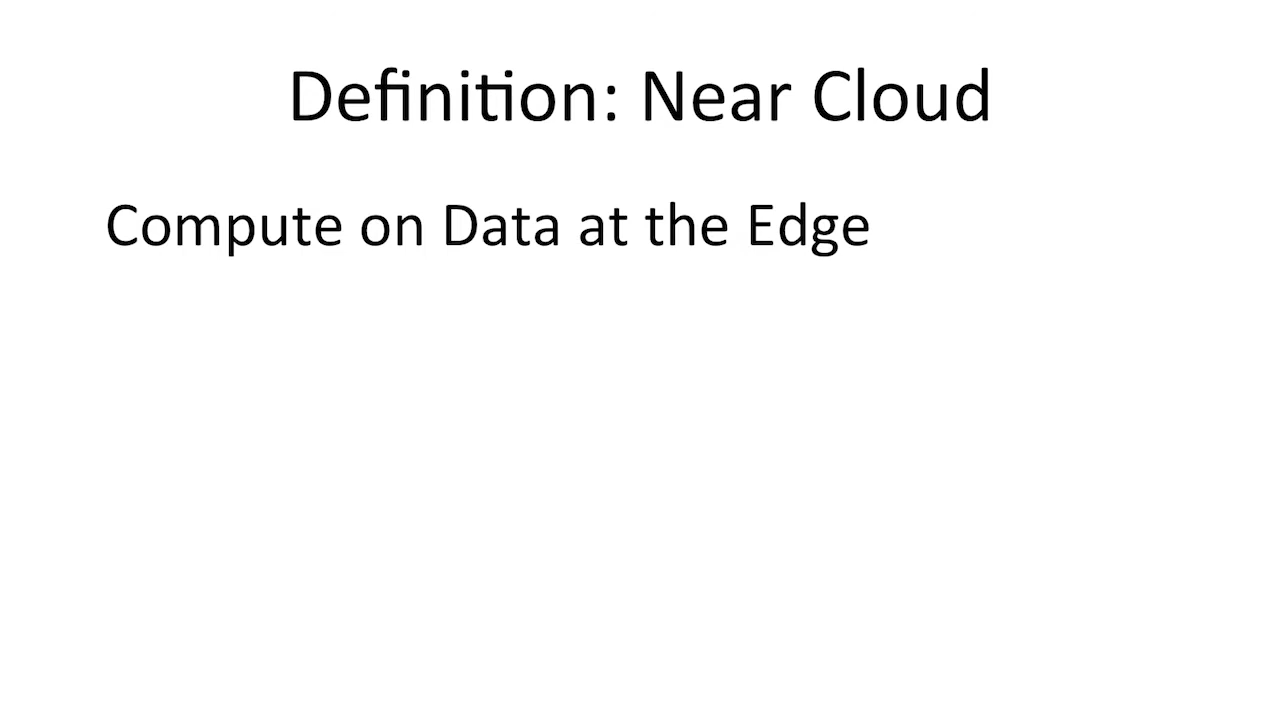 Definition: Near Cloud
Compute on Data at the Edge